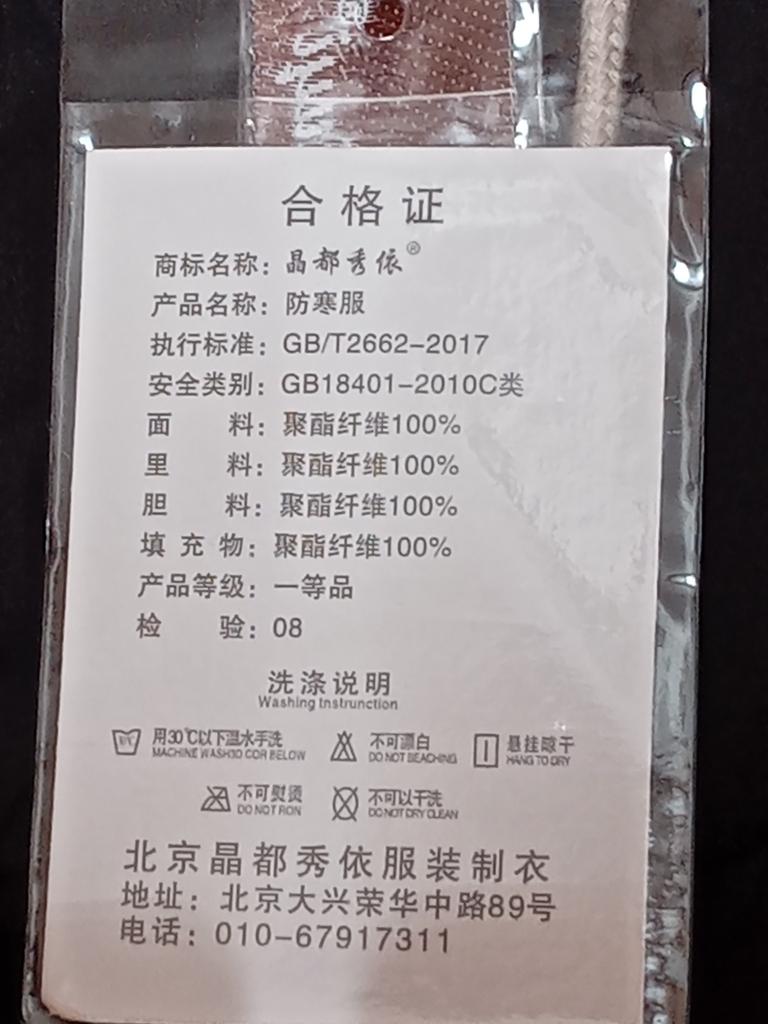 合格证
商标名称：晶都秀依®
产品名称：防寒服
执行标准：GB/T2662-2017
安全类别：GB18401-2010C类
面料：聚酯纤维100%
里料：聚酯纤维100%
胆料：聚酯纤维100%
填充物：聚酯纤维100%
产品等级：一等品
检验：08
洗涤说明
Washing Instrunction
用30℃以下温水手洗 不可漂白 悬挂晾干
MACHINE WASH30 COR BELOW DO NOT BEACHING HANG TO DRY
不可熨烫 不可以干洗
DO NOT RON DO NOT DRY CLEAN
北京晶都秀依服装制衣
地址：北京大兴荣华中路89号
电话：010-67917311